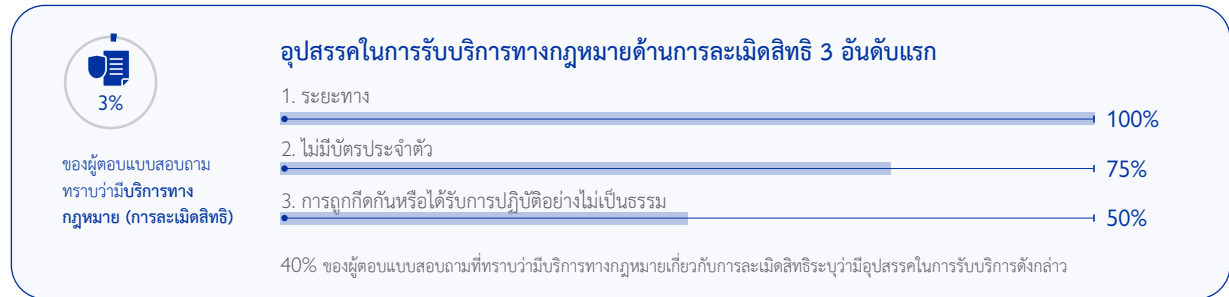 3%
ของผู้ตอบแบบสอบถาม
ทราบว่ามีบริการทาง
กฎหมาย (การละเมิดสิทธิ)
อุปสรรคในการรับบริการทางกฎหมายด้านการละเมิดสิทธิ 3 อันดับแรก
1. ระยะทาง
100%
2. ไม่มีบัตรประจำตัว
75%
3. การถูกกีดกันหรือได้รับการปฏิบัติอย่างไม่เป็นธรรม
50%
40% ของผู้ตอบแบบสอบถามที่ทราบว่ามีบริการทางกฎหมายเกี่ยวกับการละเมิดสิทธิระบุว่ามีอุปสรรคในการรับบริการดังกล่าว